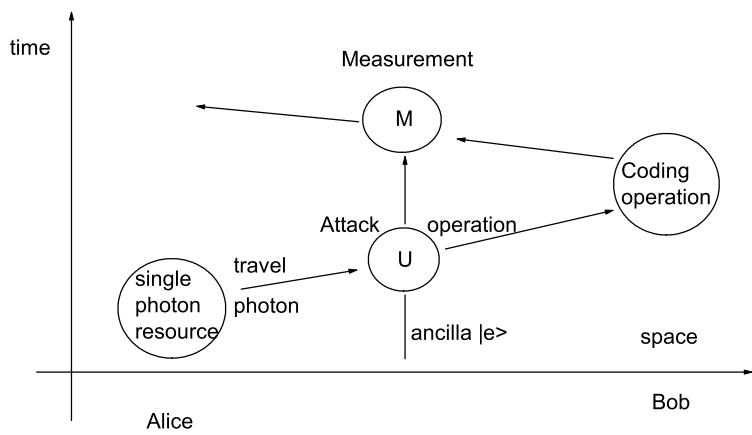 time
Measurement
M
Coding
operation
Attack operation
U
single
photon
resource
travel
photon
ancilla |e>
space
Alice
Bob